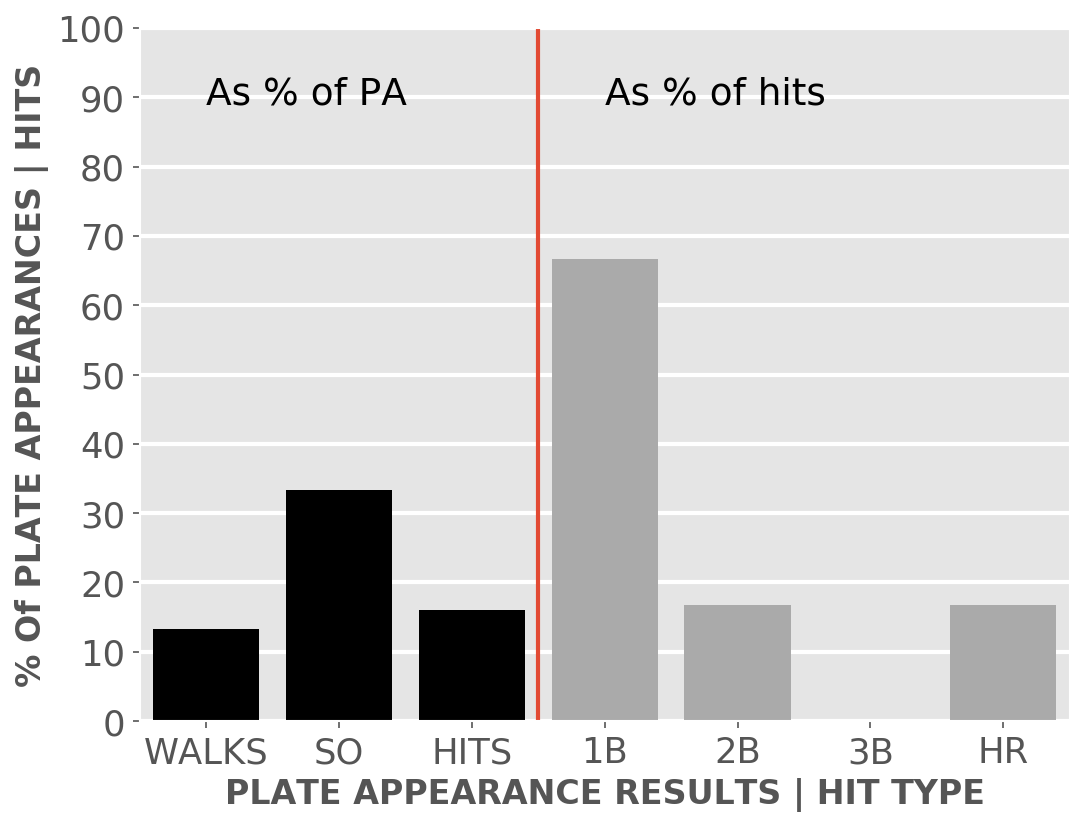 100
90
80
70
60
50
40
30
20
10
0
% Of PLATE APPEARANCES | HITS
As % of PA
As % of hits
WALKS SO HITS 1B 2B 3B HR
PLATE APPEARANCE RESULTS | HIT TYPE